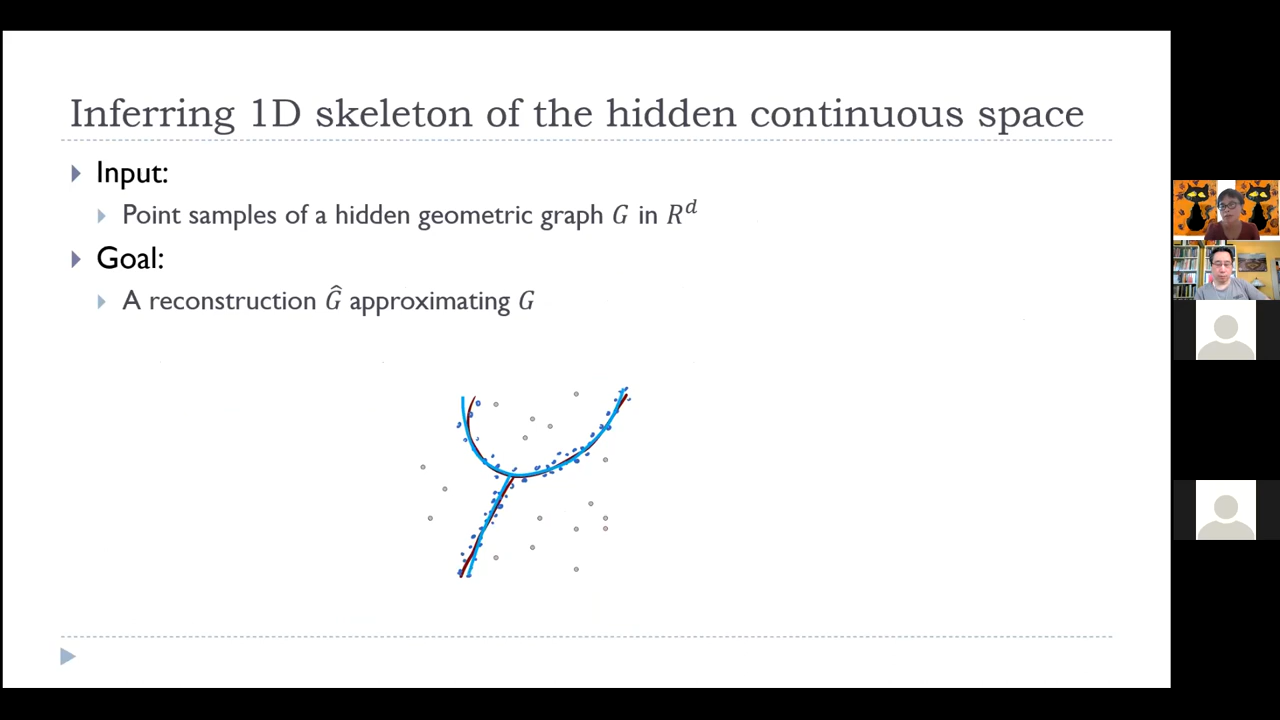 Inferring 1D skeleton of the hidden continuous space
Input:
Point samples of a hidden geometric graph G in R^d
Goal:
A reconstruction Ĝ approximating G